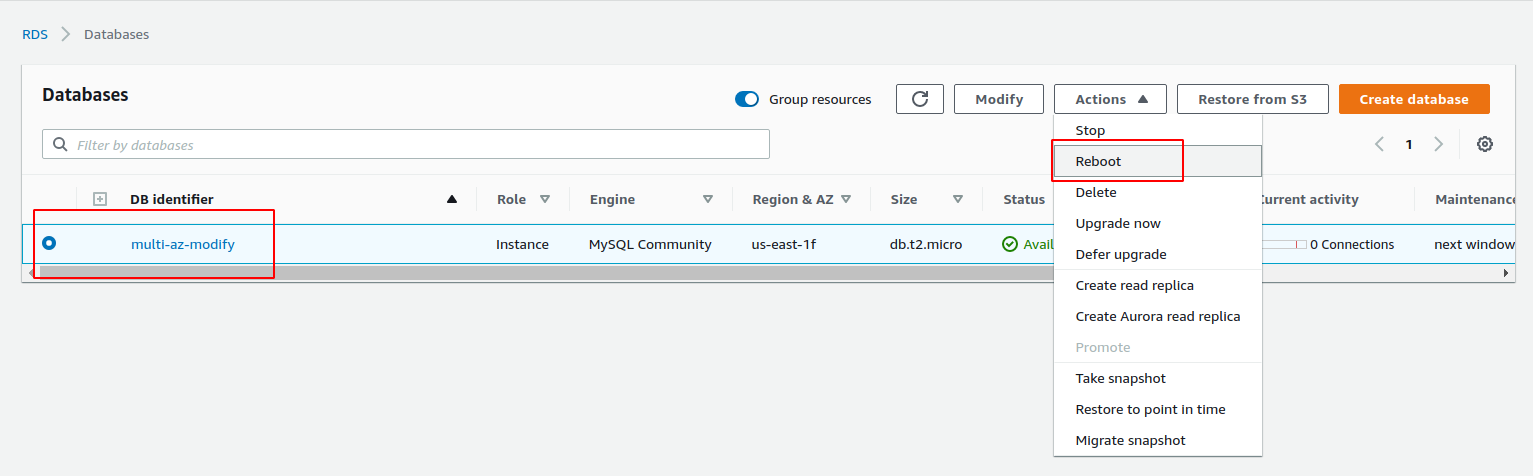 RDS > Databases
Databases
Group resources
Modify
Actions
Restore from S3
Create database
Filter by databases
1
Stop
Reboot
Delete
Upgrade now
Defer upgrade
Create read replica
Create Aurora read replica
Promote
Take snapshot
Restore to point in time
Migrate snapshot
DB identifier Role Engine Region & AZ Size Status Current activity Maintenance
multi-az-modify Instance MySQL Community us-east-1f db.t2.micro Avail 0 Connections next window